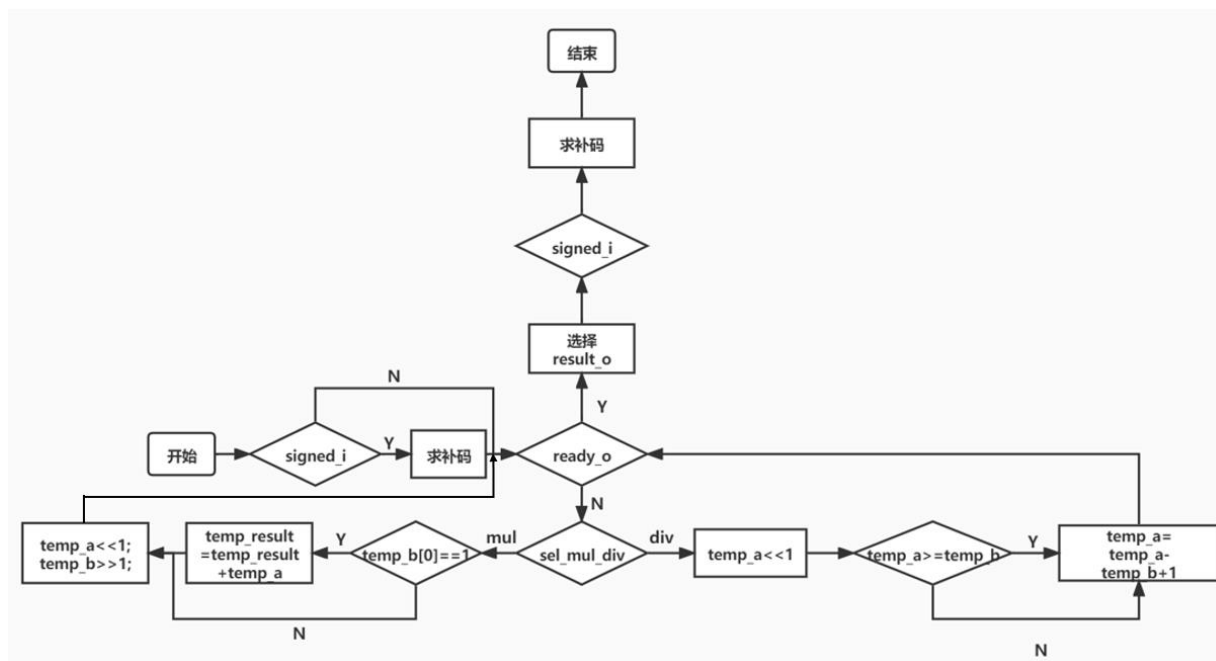 结束
求补码
signed_i
选择
result_o
N
Y
开始
signed_i
Y
求补码
ready_o
N
temp_a<<1;
temp_b>>1;
temp_result
=temp_result
+temp_a
Y
temp_b[0]==1
mul
sel_mul_div
div
temp_a<<1
temp_a>=temp_b
Y
temp_a=
temp_a-
temp_b+1
N
N